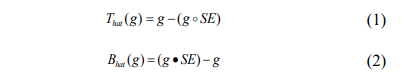 T_hat(g) = g − (g ∘ SE) (1)
B_hat(g) = (g • SE) − g (2)